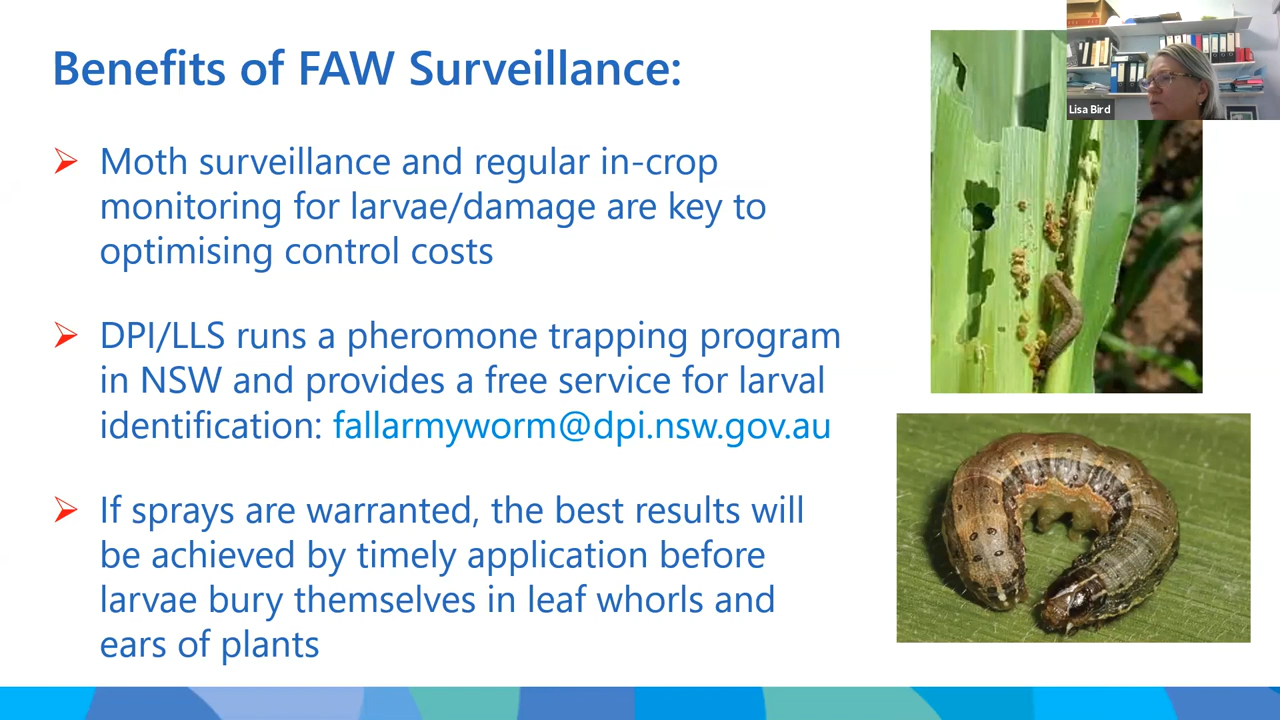 Benefits of FAW Surveillance:
Lisa Bird
Moth surveillance and regular in-crop
monitoring for larvae/damage are key to
optimising control costs
DPI/LLS runs a pheromone trapping program
in NSW and provides a free service for larval
identification: fallarmyworm@dpi.nsw.gov.au
If sprays are warranted, the best results will
be achieved by timely application before
larvae bury themselves in leaf whorls and
ears of plants